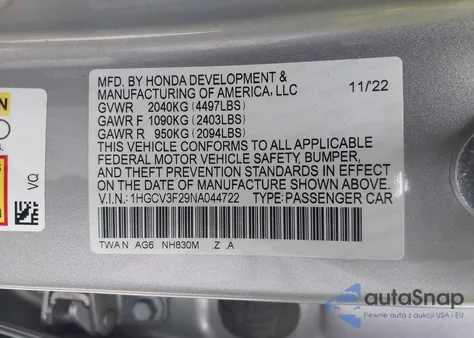 MFD. BY HONDA DEVELOPMENT &
MANUFACTURING OF AMERICA, LLC
11/'22
GVWR 2040KG (4497LBS)
GAWR F 1090KG (2403LBS)
GAWR R 950KG (2094LBS)
THIS VEHICLE CONFORMS TO ALL APPLICABLE
FEDERAL MOTOR VEHICLE SAFETY, BUMPER,
AND THEFT PREVENTION STANDARDS IN EFFECT
ON THE DATE OF MANUFACTURE SHOWN ABOVE.
V.I.N.: 1HGCV3F29NA044722 TYPE: PASSENGER CAR
TWA N AG6 NH830M .Z .A
VQ
autoSnap
Pewne auto z aukcji z USA i EU